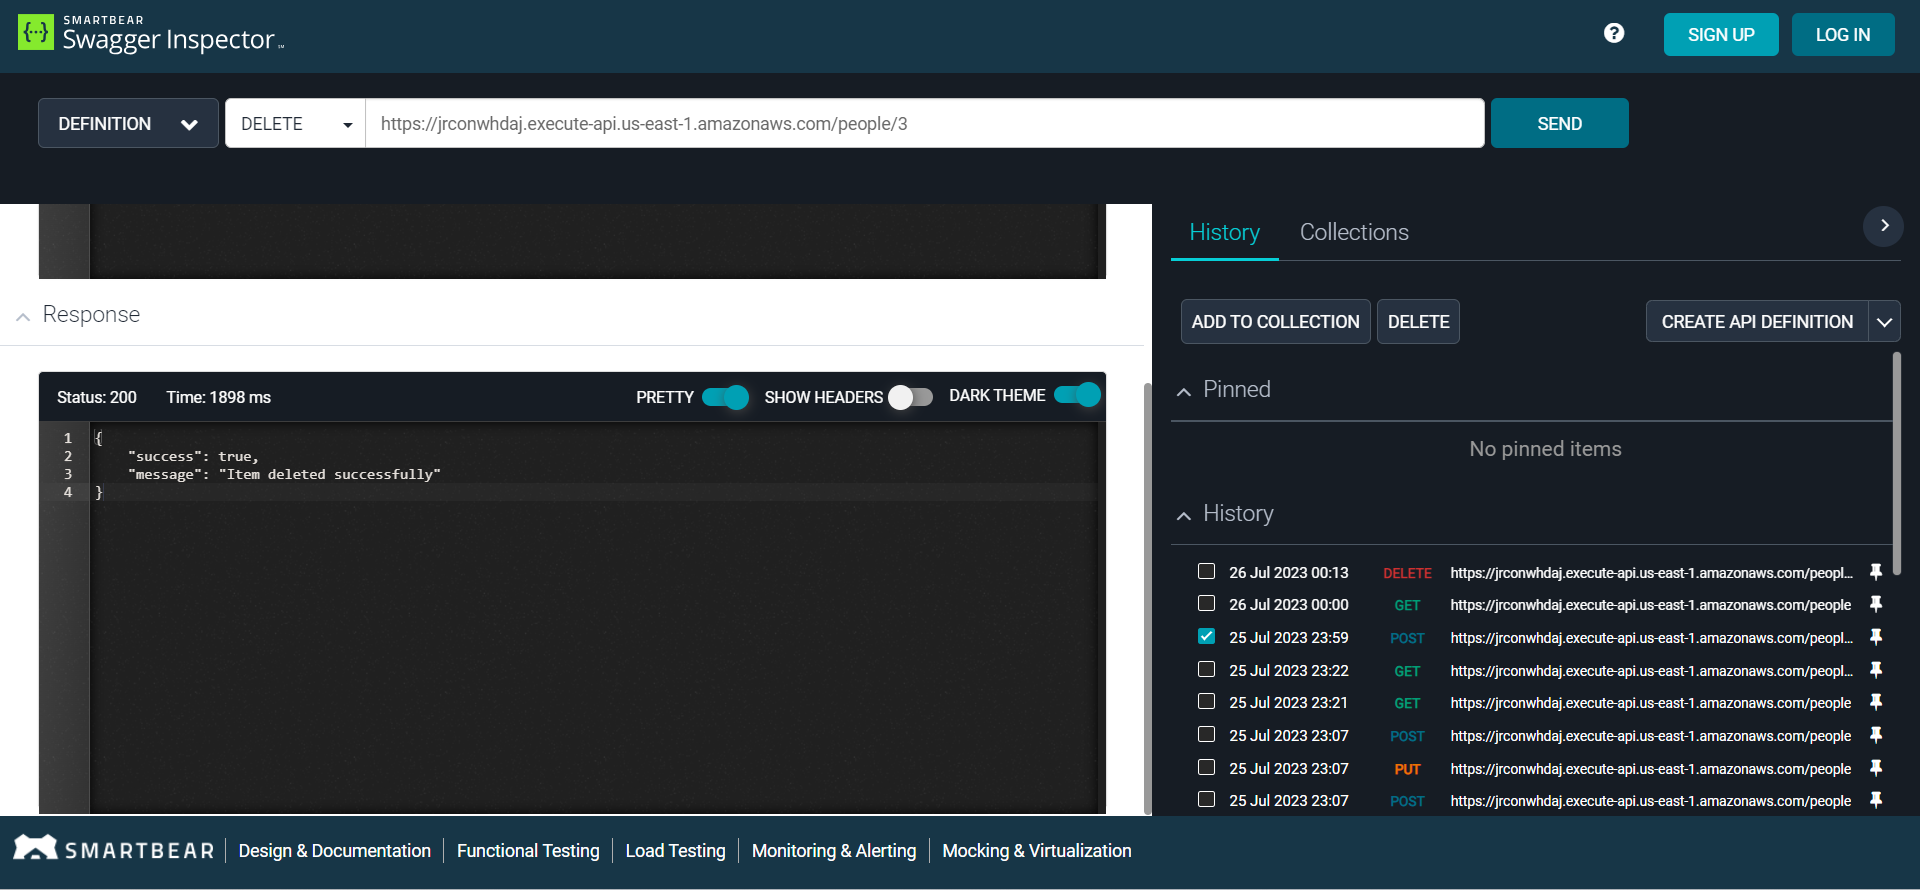 SMARTBEAR
{···}
Swagger Inspector™
?
SIGN UP
LOG IN
DEFINITION
DELETE
https://jrconwhdaj.execute-api.us-east-1.amazonaws.com/people/3
SEND
Response
Status: 200 Time: 1898 ms PRETTY SHOW HEADERS DARK THEME
1 {
2 "success": true,
3 "message": "Item deleted successfully"
4 }
History Collections
ADD TO COLLECTION DELETE CREATE API DEFINITION
Pinned
No pinned items
History
26 Jul 2023 00:13 DELETE https://jrconwhdaj.execute-api.us-east-1.amazonaws.com/peopl...
26 Jul 2023 00:00 GET https://jrconwhdaj.execute-api.us-east-1.amazonaws.com/people
25 Jul 2023 23:59 POST https://jrconwhdaj.execute-api.us-east-1.amazonaws.com/peopl...
25 Jul 2023 23:22 GET https://jrconwhdaj.execute-api.us-east-1.amazonaws.com/peopl...
25 Jul 2023 23:21 GET https://jrconwhdaj.execute-api.us-east-1.amazonaws.com/people
25 Jul 2023 23:07 POST https://jrconwhdaj.execute-api.us-east-1.amazonaws.com/people
25 Jul 2023 23:07 PUT https://jrconwhdaj.execute-api.us-east-1.amazonaws.com/people
25 Jul 2023 23:07 POST https://jrconwhdaj.execute-api.us-east-1.amazonaws.com/people
SMARTBEAR Design & Documentation Functional Testing Load Testing Monitoring & Alerting Mocking & Virtualization